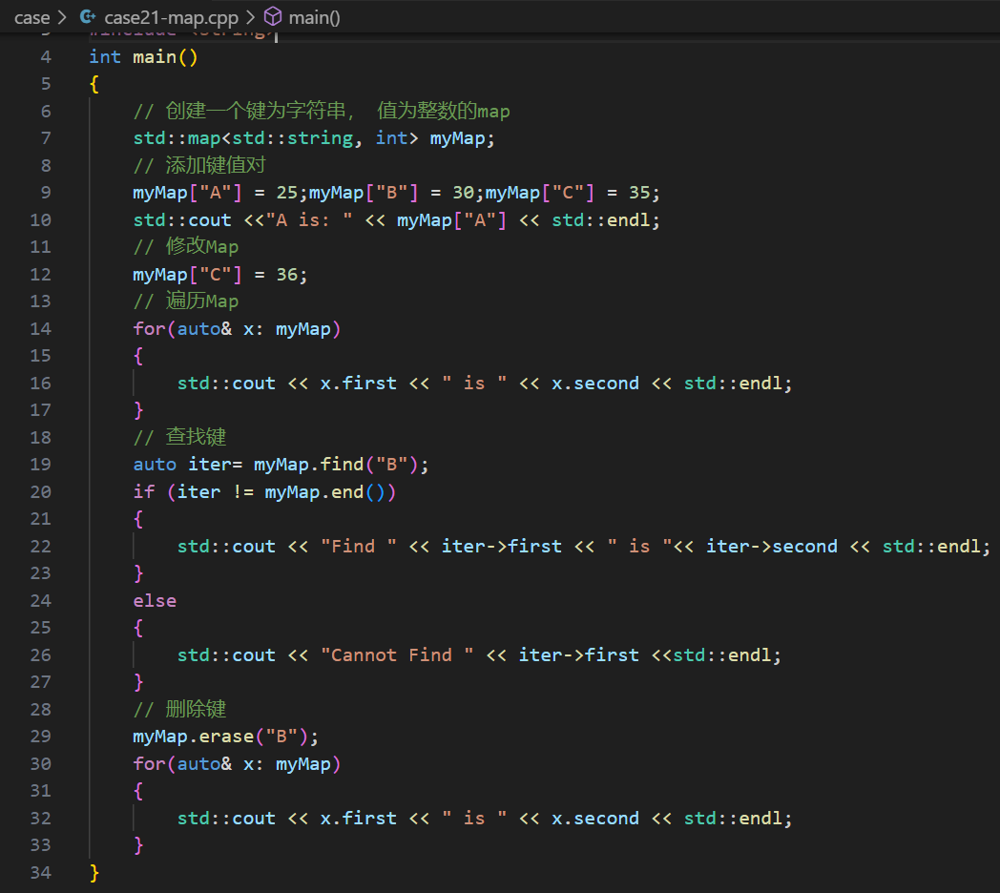 case > case21-map.cpp > main()
3 #include <string>
4 int main()
5 {
6 // 创建一个键为字符串， 值为整数的map
7 std::map<std::string, int> myMap;
8 // 添加键值对
9 myMap["A"] = 25;myMap["B"] = 30;myMap["C"] = 35;
10 std::cout <<"A is: " << myMap["A"] << std::endl;
11 // 修改Map
12 myMap["C"] = 36;
13 // 遍历Map
14 for(auto& x: myMap)
15 {
16 std::cout << x.first << " is " << x.second << std::endl;
17 }
18 // 查找键
19 auto iter= myMap.find("B");
20 if (iter != myMap.end())
21 {
22 std::cout << "Find " << iter->first << " is "<< iter->second << std::endl;
23 }
24 else
25 {
26 std::cout << "Cannot Find " << iter->first <<std::endl;
27 }
28 // 删除键
29 myMap.erase("B");
30 for(auto& x: myMap)
31 {
32 std::cout << x.first << " is " << x.second << std::endl;
33 }
34 }